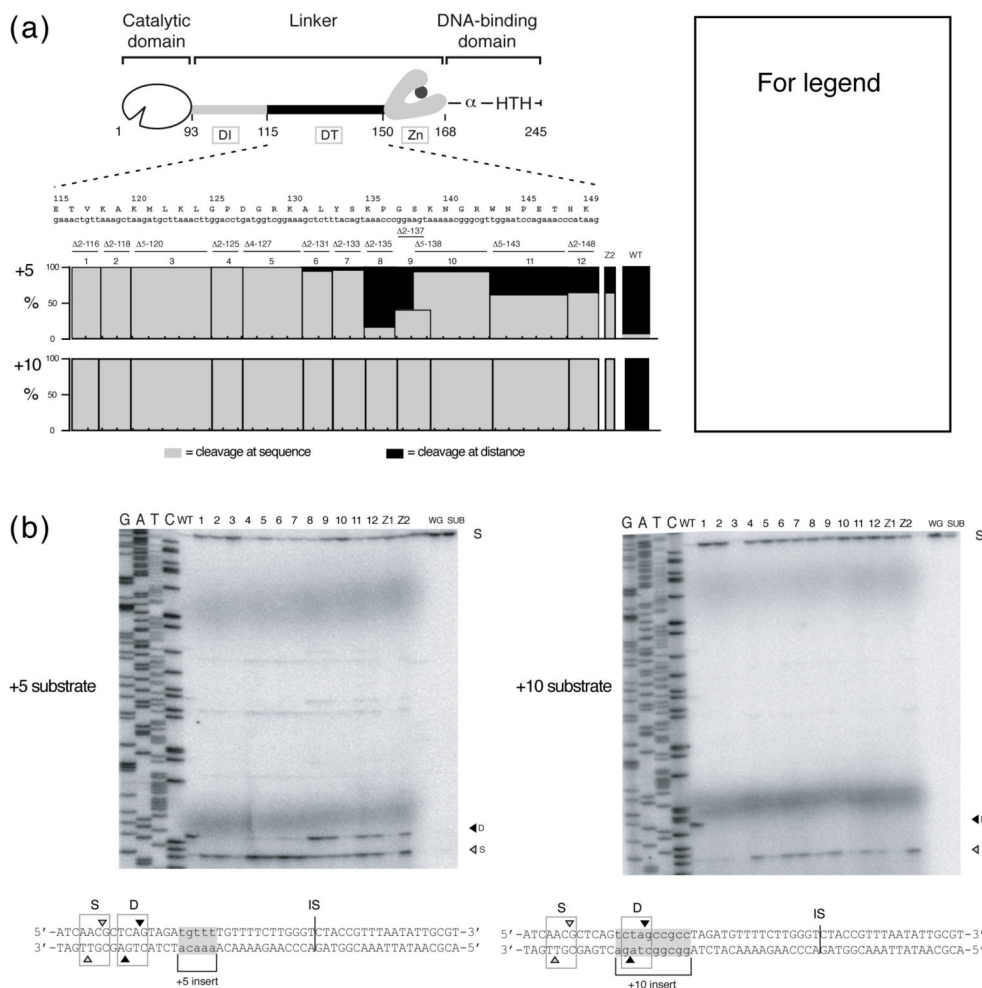 (a)
Catalytic domain
Linker
DNA-binding domain
α
HTH
1
93
DI
115
DT
150
Zn
168
245
115 120 125 130 135 140 145 149
E T V K A K M L K L G P D G R K A L Y S K P G S K N G R W N P E T H K
gaaactgttaaagctaagatgcttaaacttggacctgatggtcggaaagctctttacagtaaacccggaagtaaaaacgggcgttggaatccagaaacccataag
Δ2-137
Δ2-116 Δ2-118 Δ5-120 Δ2-125 Δ4-127 Δ2-131 Δ2-133 Δ2-135 Δ5-138 Δ5-143 Δ2-148
1 2 3 4 5 6 7 8 9 10 11 12 Z2 WT
+5
%
100
50
0
+10
%
100
50
0
= cleavage at sequence
= cleavage at distance
For legend
(b)
G A T C WT 1 2 3 4 5 6 7 8 9 10 11 12 Z1 Z2 WG SUB
S
+5 substrate
D
S
S D IS
5'-ATCAACGCTCAGTAGAtgtttTGTTTTCTTGGGTCTACCGTTTAATATTGCGT-3'
3'-TAGTTGCGAGTCATCTacaaaACAAAAGAACCCAGATGGCAAATTATAACGCA-5'
+5 insert
G A T C WT 1 2 3 4 5 6 7 8 9 10 11 12 Z1 Z2 WG SUB
S
+10 substrate
S D IS
5'-ATCAACGCTCAGtctagccgccTAGATGTTTTCTTGGGTCTACCGTTTAATATTGCGT-3'
3'-TAGTTGCGAGTCagatcggcggATCTACAAAAGAACCCAGATGGCAAATTATAACGCA-5'
+10 insert